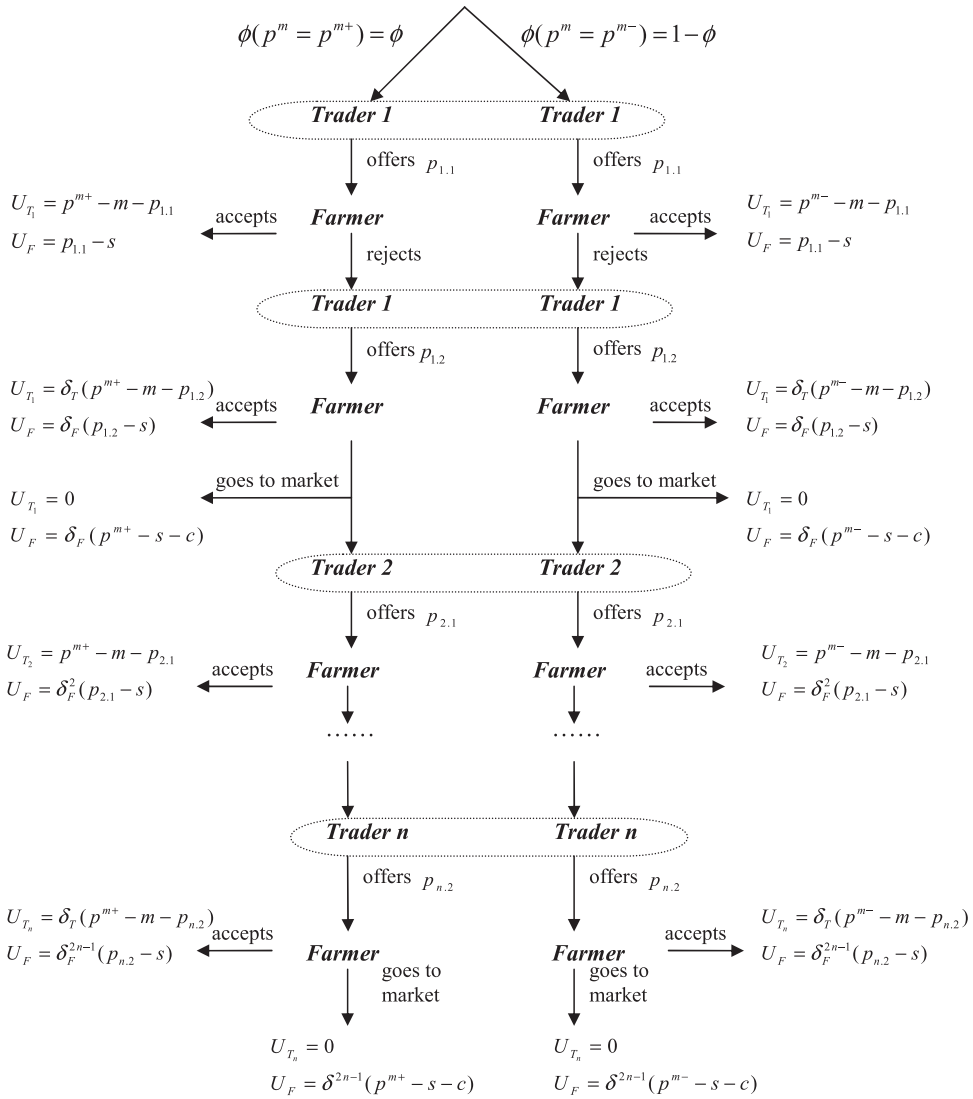 ϕ(p^m = p^{m+}) = ϕ ϕ(p^m = p^{m−}) = 1−ϕ
Trader 1 Trader 1
offers p_{1.1} offers p_{1.1}
U_{T_1} = p^{m+} − m − p_{1.1} accepts Farmer Farmer accepts U_{T_1} = p^{m−} − m − p_{1.1}
U_F = p_{1.1} − s U_F = p_{1.1} − s
rejects rejects
Trader 1 Trader 1
offers p_{1.2} offers p_{1.2}
U_{T_1} = δ_T(p^{m+} − m − p_{1.2}) accepts Farmer Farmer accepts U_{T_1} = δ_T(p^{m−} − m − p_{1.2})
U_F = δ_F(p_{1.2} − s) U_F = δ_F(p_{1.2} − s)
goes to market goes to market
U_{T_1} = 0 U_{T_1} = 0
U_F = δ_F(p^{m+} − s − c) U_F = δ_F(p^{m−} − s − c)
Trader 2 Trader 2
offers p_{2.1} offers p_{2.1}
U_{T_2} = p^{m+} − m − p_{2.1} accepts Farmer Farmer accepts U_{T_2} = p^{m−} − m − p_{2.1}
U_F = δ_F^2(p_{2.1} − s) U_F = δ_F^2(p_{2.1} − s)
...... ......
Trader n Trader n
offers p_{n.2} offers p_{n.2}
U_{T_n} = δ_T(p^{m+} − m − p_{n.2}) accepts Farmer Farmer accepts U_{T_n} = δ_T(p^{m−} − m − p_{n.2})
U_F = δ_F^{2n−1}(p_{n.2} − s) U_F = δ_F^{2n−1}(p_{n.2} − s)
goes to goes to
market market
U_{T_n} = 0 U_{T_n} = 0
U_F = δ^{2n−1}(p^{m+} − s − c) U_F = δ^{2n−1}(p^{m−} − s − c)